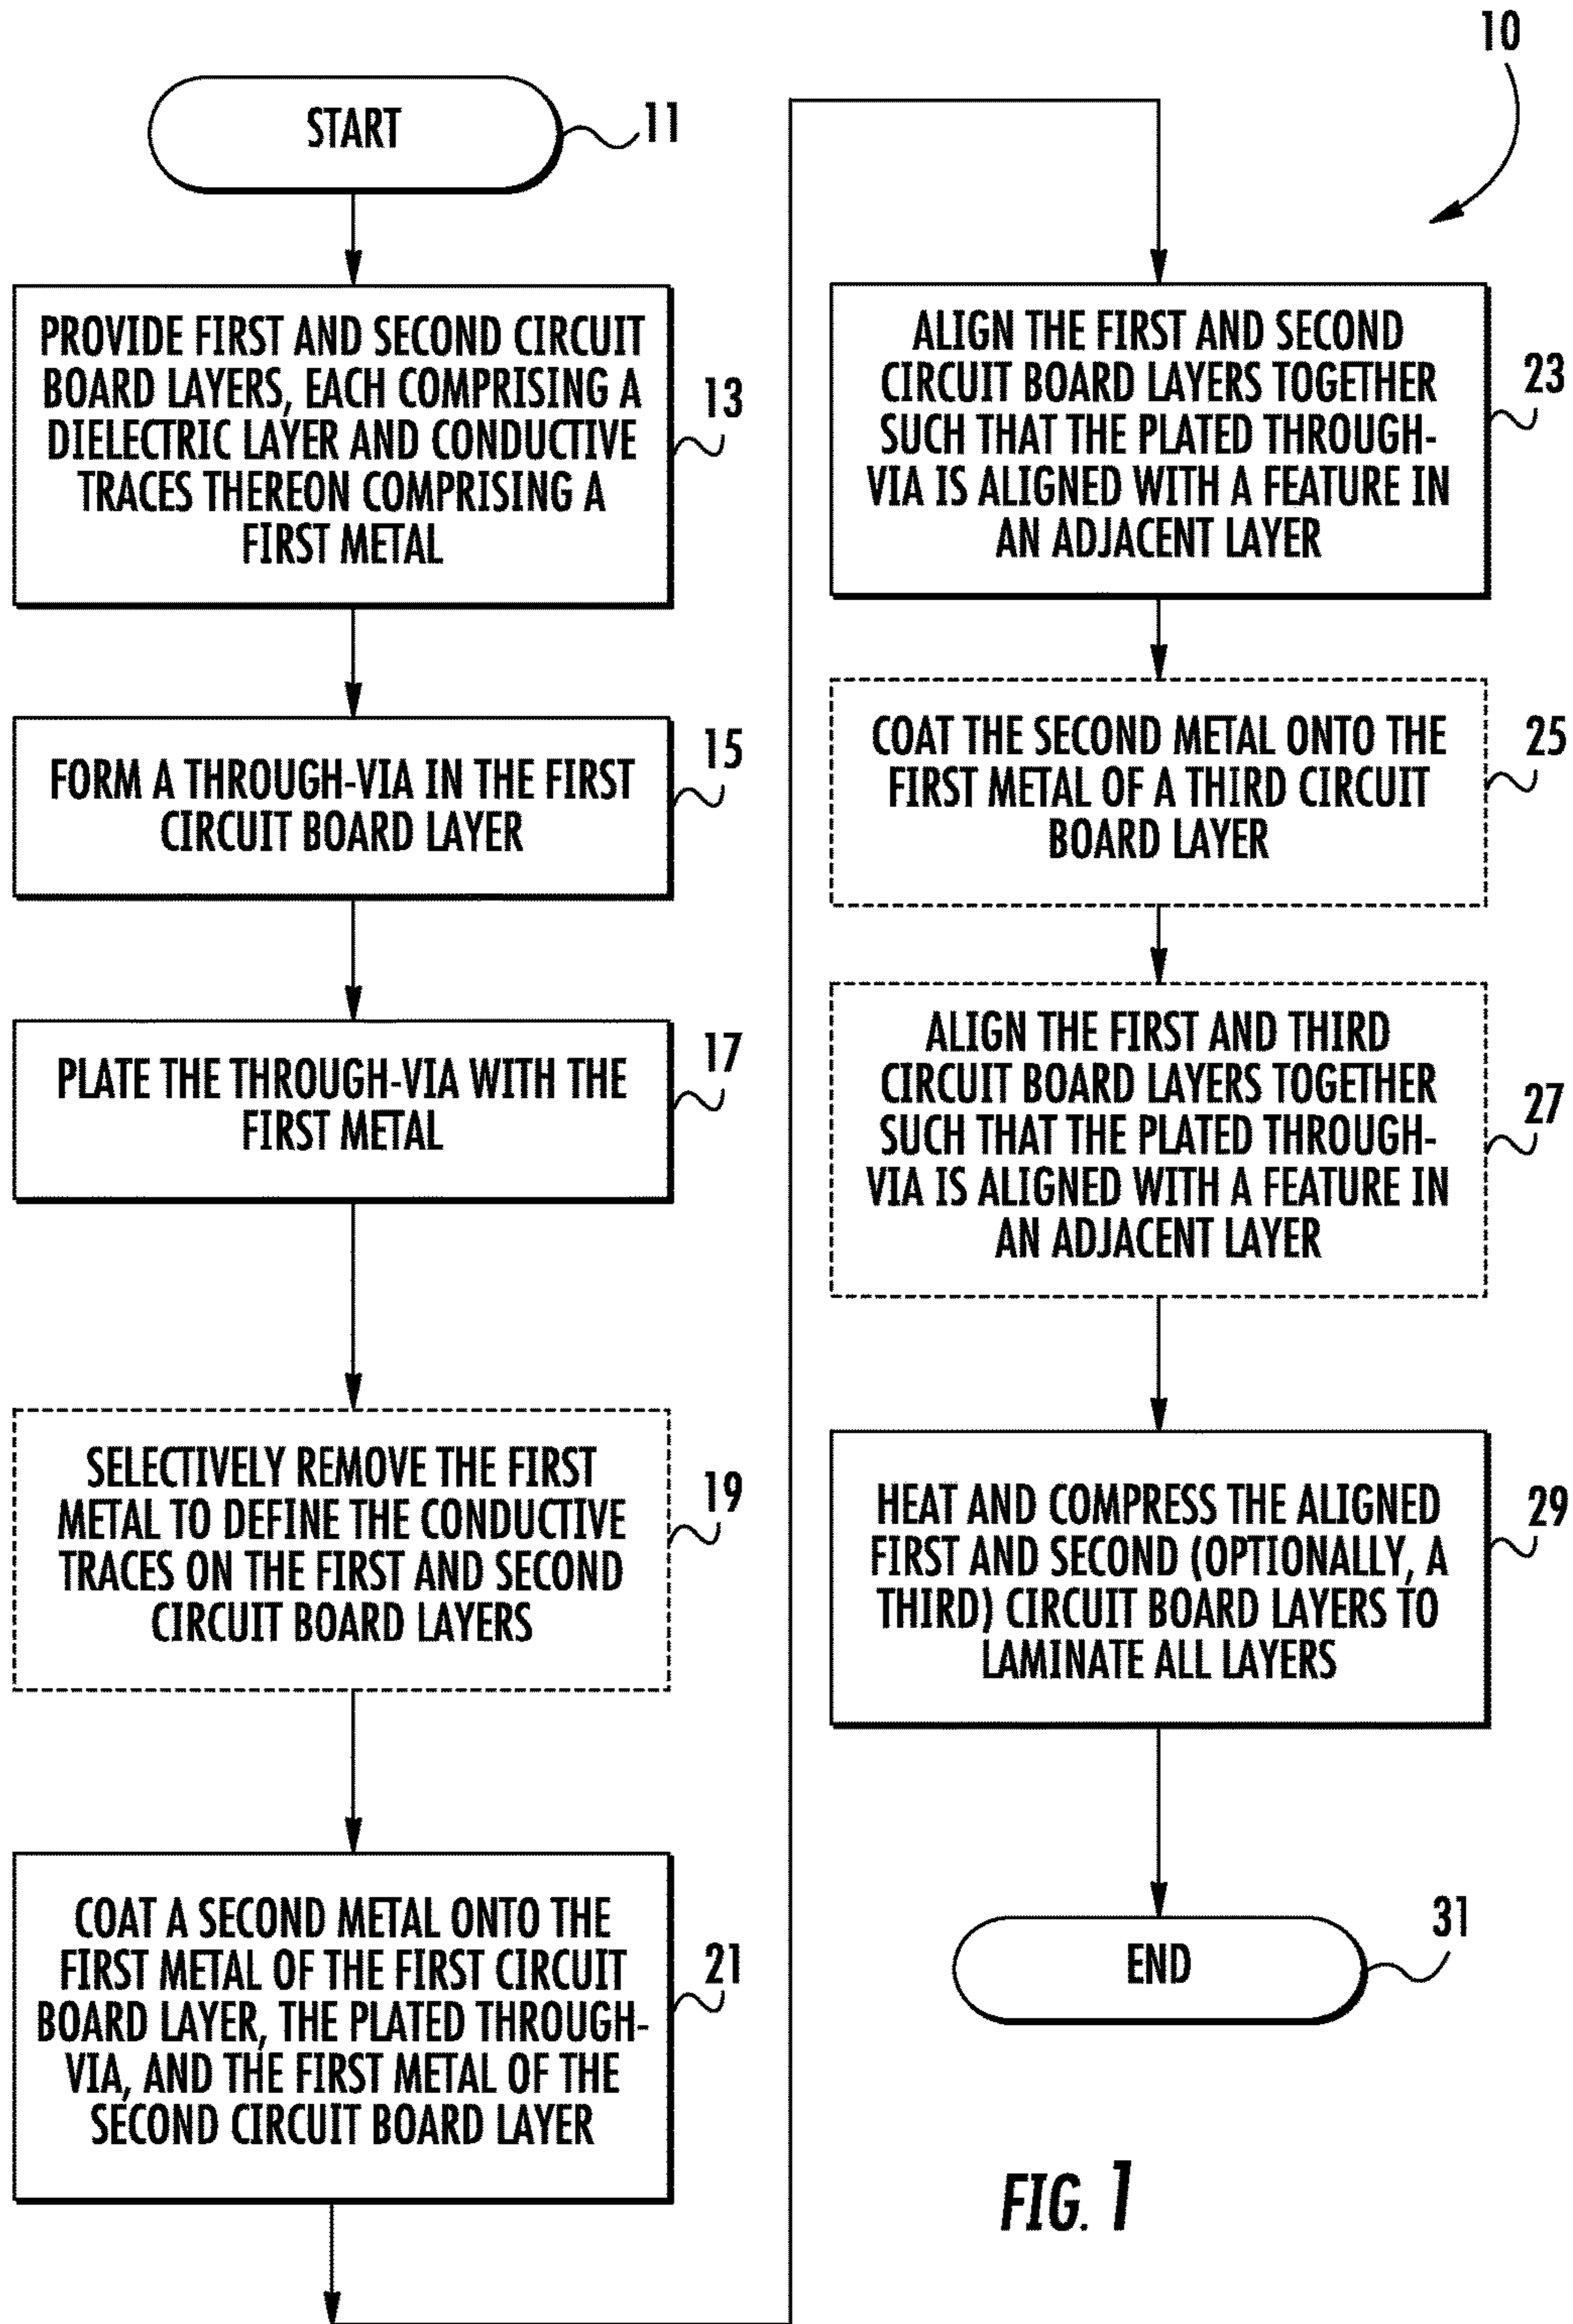 10
START
11
PROVIDE FIRST AND SECOND CIRCUIT
BOARD LAYERS, EACH COMPRISING A
DIELECTRIC LAYER AND CONDUCTIVE
TRACES THEREON COMPRISING A
FIRST METAL
13
FORM A THROUGH-VIA IN THE FIRST
CIRCUIT BOARD LAYER
15
PLATE THE THROUGH-VIA WITH THE
FIRST METAL
17
SELECTIVELY REMOVE THE FIRST
METAL TO DEFINE THE CONDUCTIVE
TRACES ON THE FIRST AND SECOND
CIRCUIT BOARD LAYERS
19
COAT A SECOND METAL ONTO THE
FIRST METAL OF THE FIRST CIRCUIT
BOARD LAYER, THE PLATED THROUGH-
VIA, AND THE FIRST METAL OF THE
SECOND CIRCUIT BOARD LAYER
21
ALIGN THE FIRST AND SECOND
CIRCUIT BOARD LAYERS TOGETHER
SUCH THAT THE PLATED THROUGH-
VIA IS ALIGNED WITH A FEATURE IN
AN ADJACENT LAYER
23
COAT THE SECOND METAL ONTO THE
FIRST METAL OF A THIRD CIRCUIT
BOARD LAYER
25
ALIGN THE FIRST AND THIRD
CIRCUIT BOARD LAYERS TOGETHER
SUCH THAT THE PLATED THROUGH-
VIA IS ALIGNED WITH A FEATURE IN
AN ADJACENT LAYER
27
HEAT AND COMPRESS THE ALIGNED
FIRST AND SECOND (OPTIONALLY, A
THIRD) CIRCUIT BOARD LAYERS TO
LAMINATE ALL LAYERS
29
END
31
FIG. 1